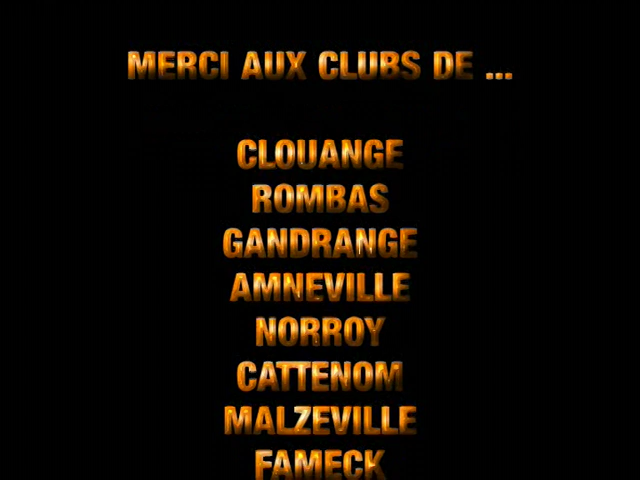 MERCI AUX CLUBS DE ...
CLOUANGE
ROMBAS
GANDRANGE
AMNEVILLE
NORROY
CATTENOM
MALZEVILLE
FAMECK